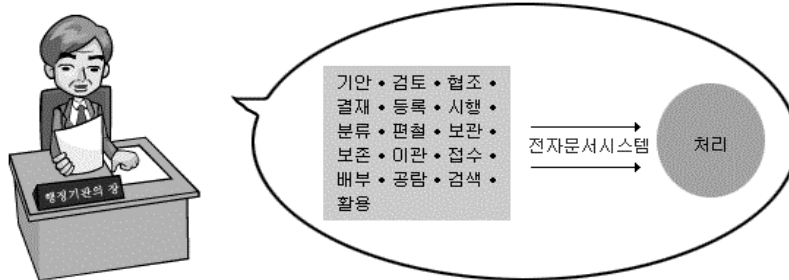 기안 • 검토 • 협조 •
결재 • 등록 • 시행 •
분류 • 편철 • 보관 •
보존 • 이관 • 접수 •
배부 • 공람 • 검색 •
활용
전자문서시스템
처리
행정기관의 장